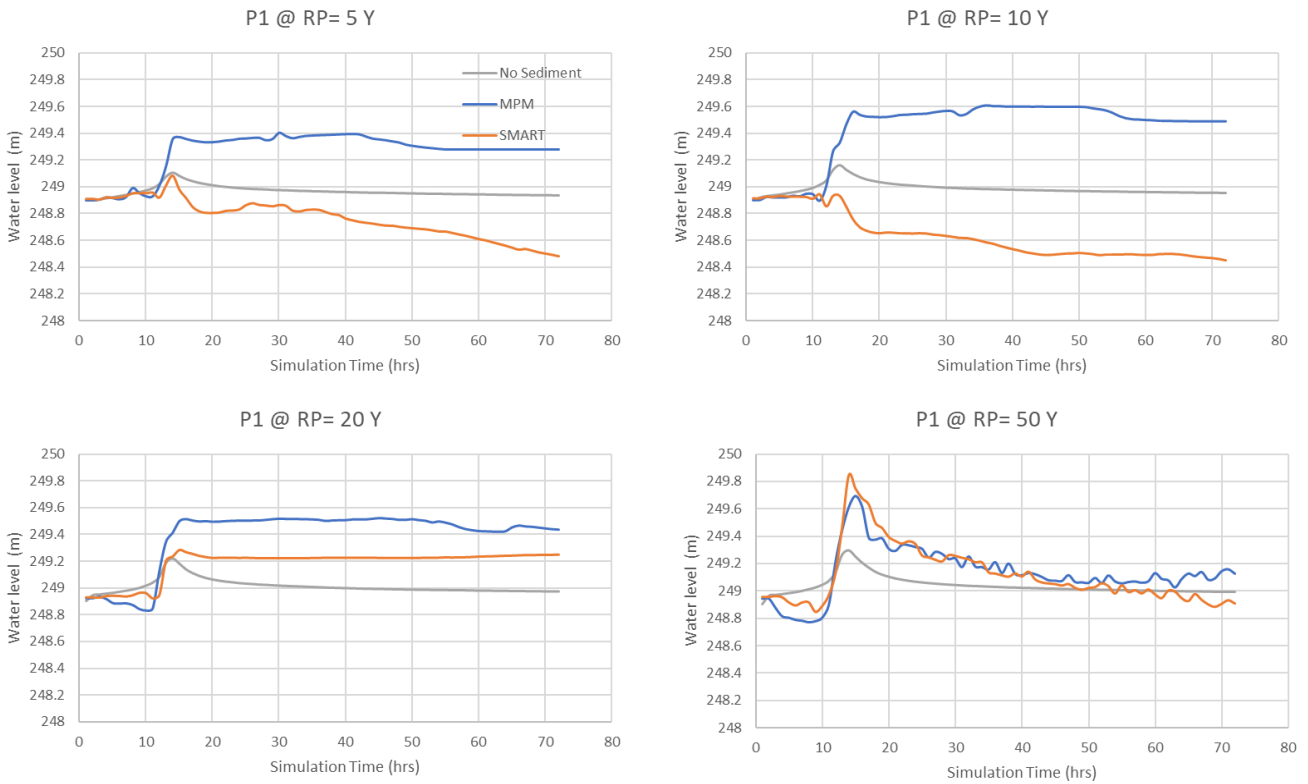 P1 @ RP= 5 Y
250
249.8
249.6
249.4
249.2
249
248.8
248.6
248.4
248.2
248
Water level (m)
No Sediment
MPM
SMART
0 10 20 30 40 50 60 70 80
Simulation Time (hrs)
P1 @ RP= 10 Y
250
249.8
249.6
249.4
249.2
249
248.8
248.6
248.4
248.2
248
Water level (m)
0 10 20 30 40 50 60 70 80
Simulation Time (hrs)
P1 @ RP= 20 Y
250
249.8
249.6
249.4
249.2
249
248.8
248.6
248.4
248.2
248
Water level (m)
0 10 20 30 40 50 60 70 80
Simulation Time (hrs)
P1 @ RP= 50 Y
250
249.8
249.6
249.4
249.2
249
248.8
248.6
248.4
248.2
248
Water level (m)
0 10 20 30 40 50 60 70 80
Simulation Time (hrs)